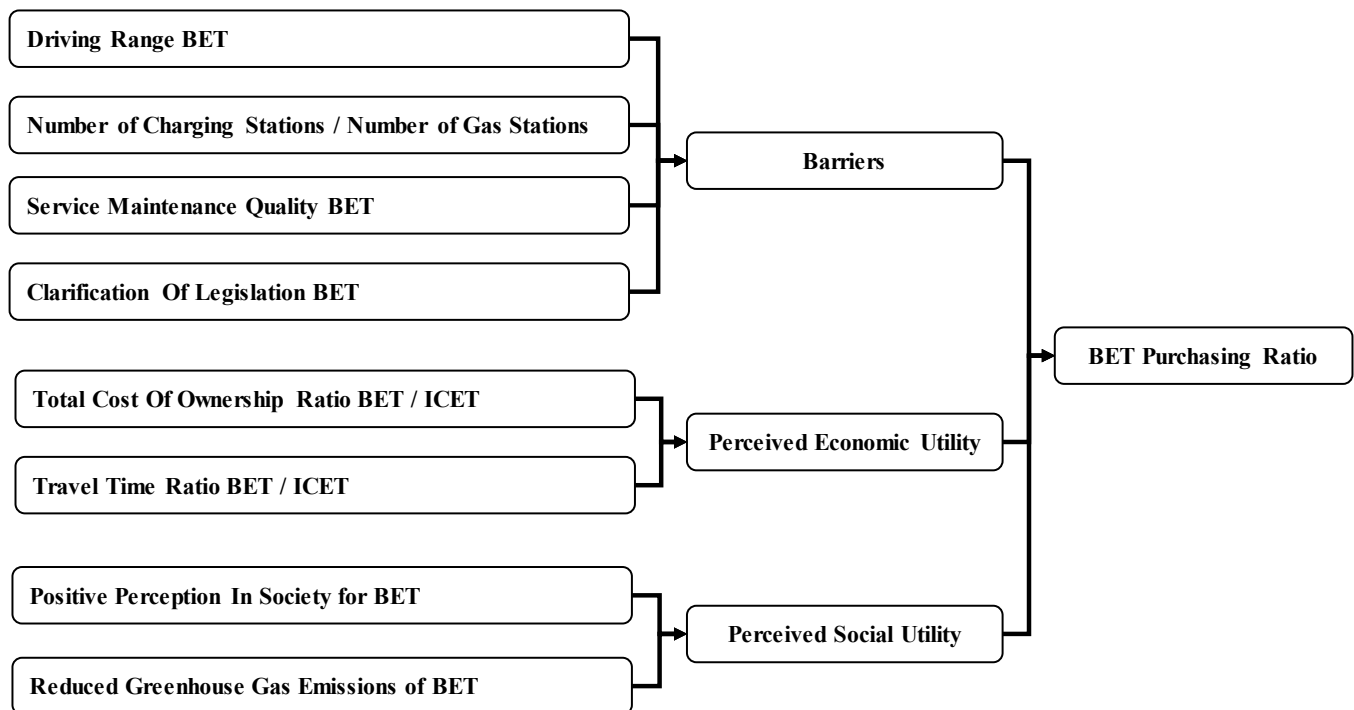 Driving Range BET
Number of Charging Stations / Number of Gas Stations
Service Maintenance Quality BET
Clarification Of Legislation BET
Total Cost Of Ownership Ratio BET / ICET
Travel Time Ratio BET / ICET
Positive Perception In Society for BET
Reduced Greenhouse Gas Emissions of BET
Barriers
Perceived Economic Utility
Perceived Social Utility
BET Purchasing Ratio